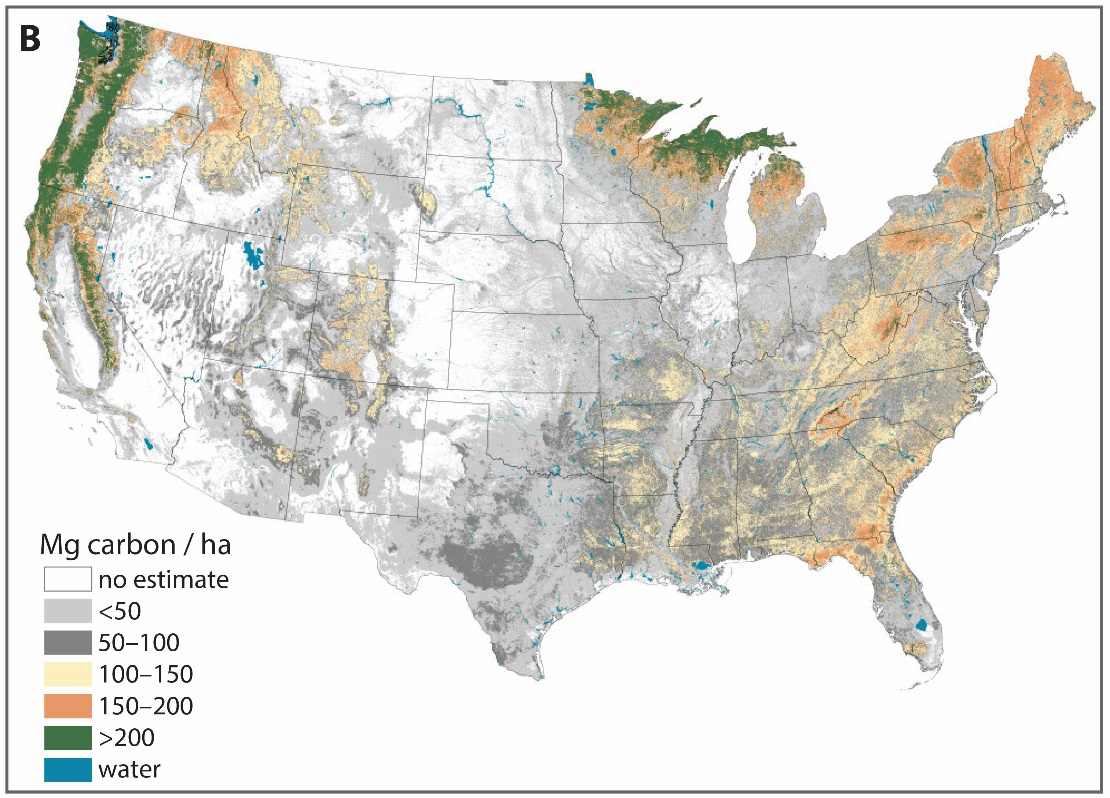 B
Mg carbon / ha
no estimate
<50
50–100
100–150
150–200
>200
water